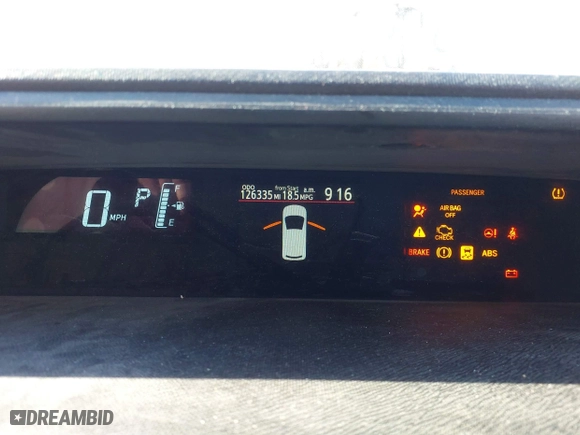 0 MPH
P
F
E
ODO from Start a.m.
126335 MI 18.5 MPG 9 16
PASSENGER
AIR BAG
OFF
CHECK
BRAKE ABS
DREAMBID